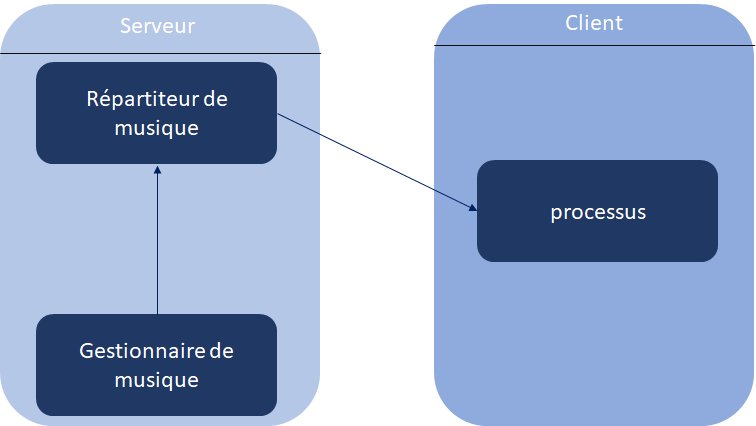 Serveur
Client
Répartiteur de
musique
processus
Gestionnaire de
musique